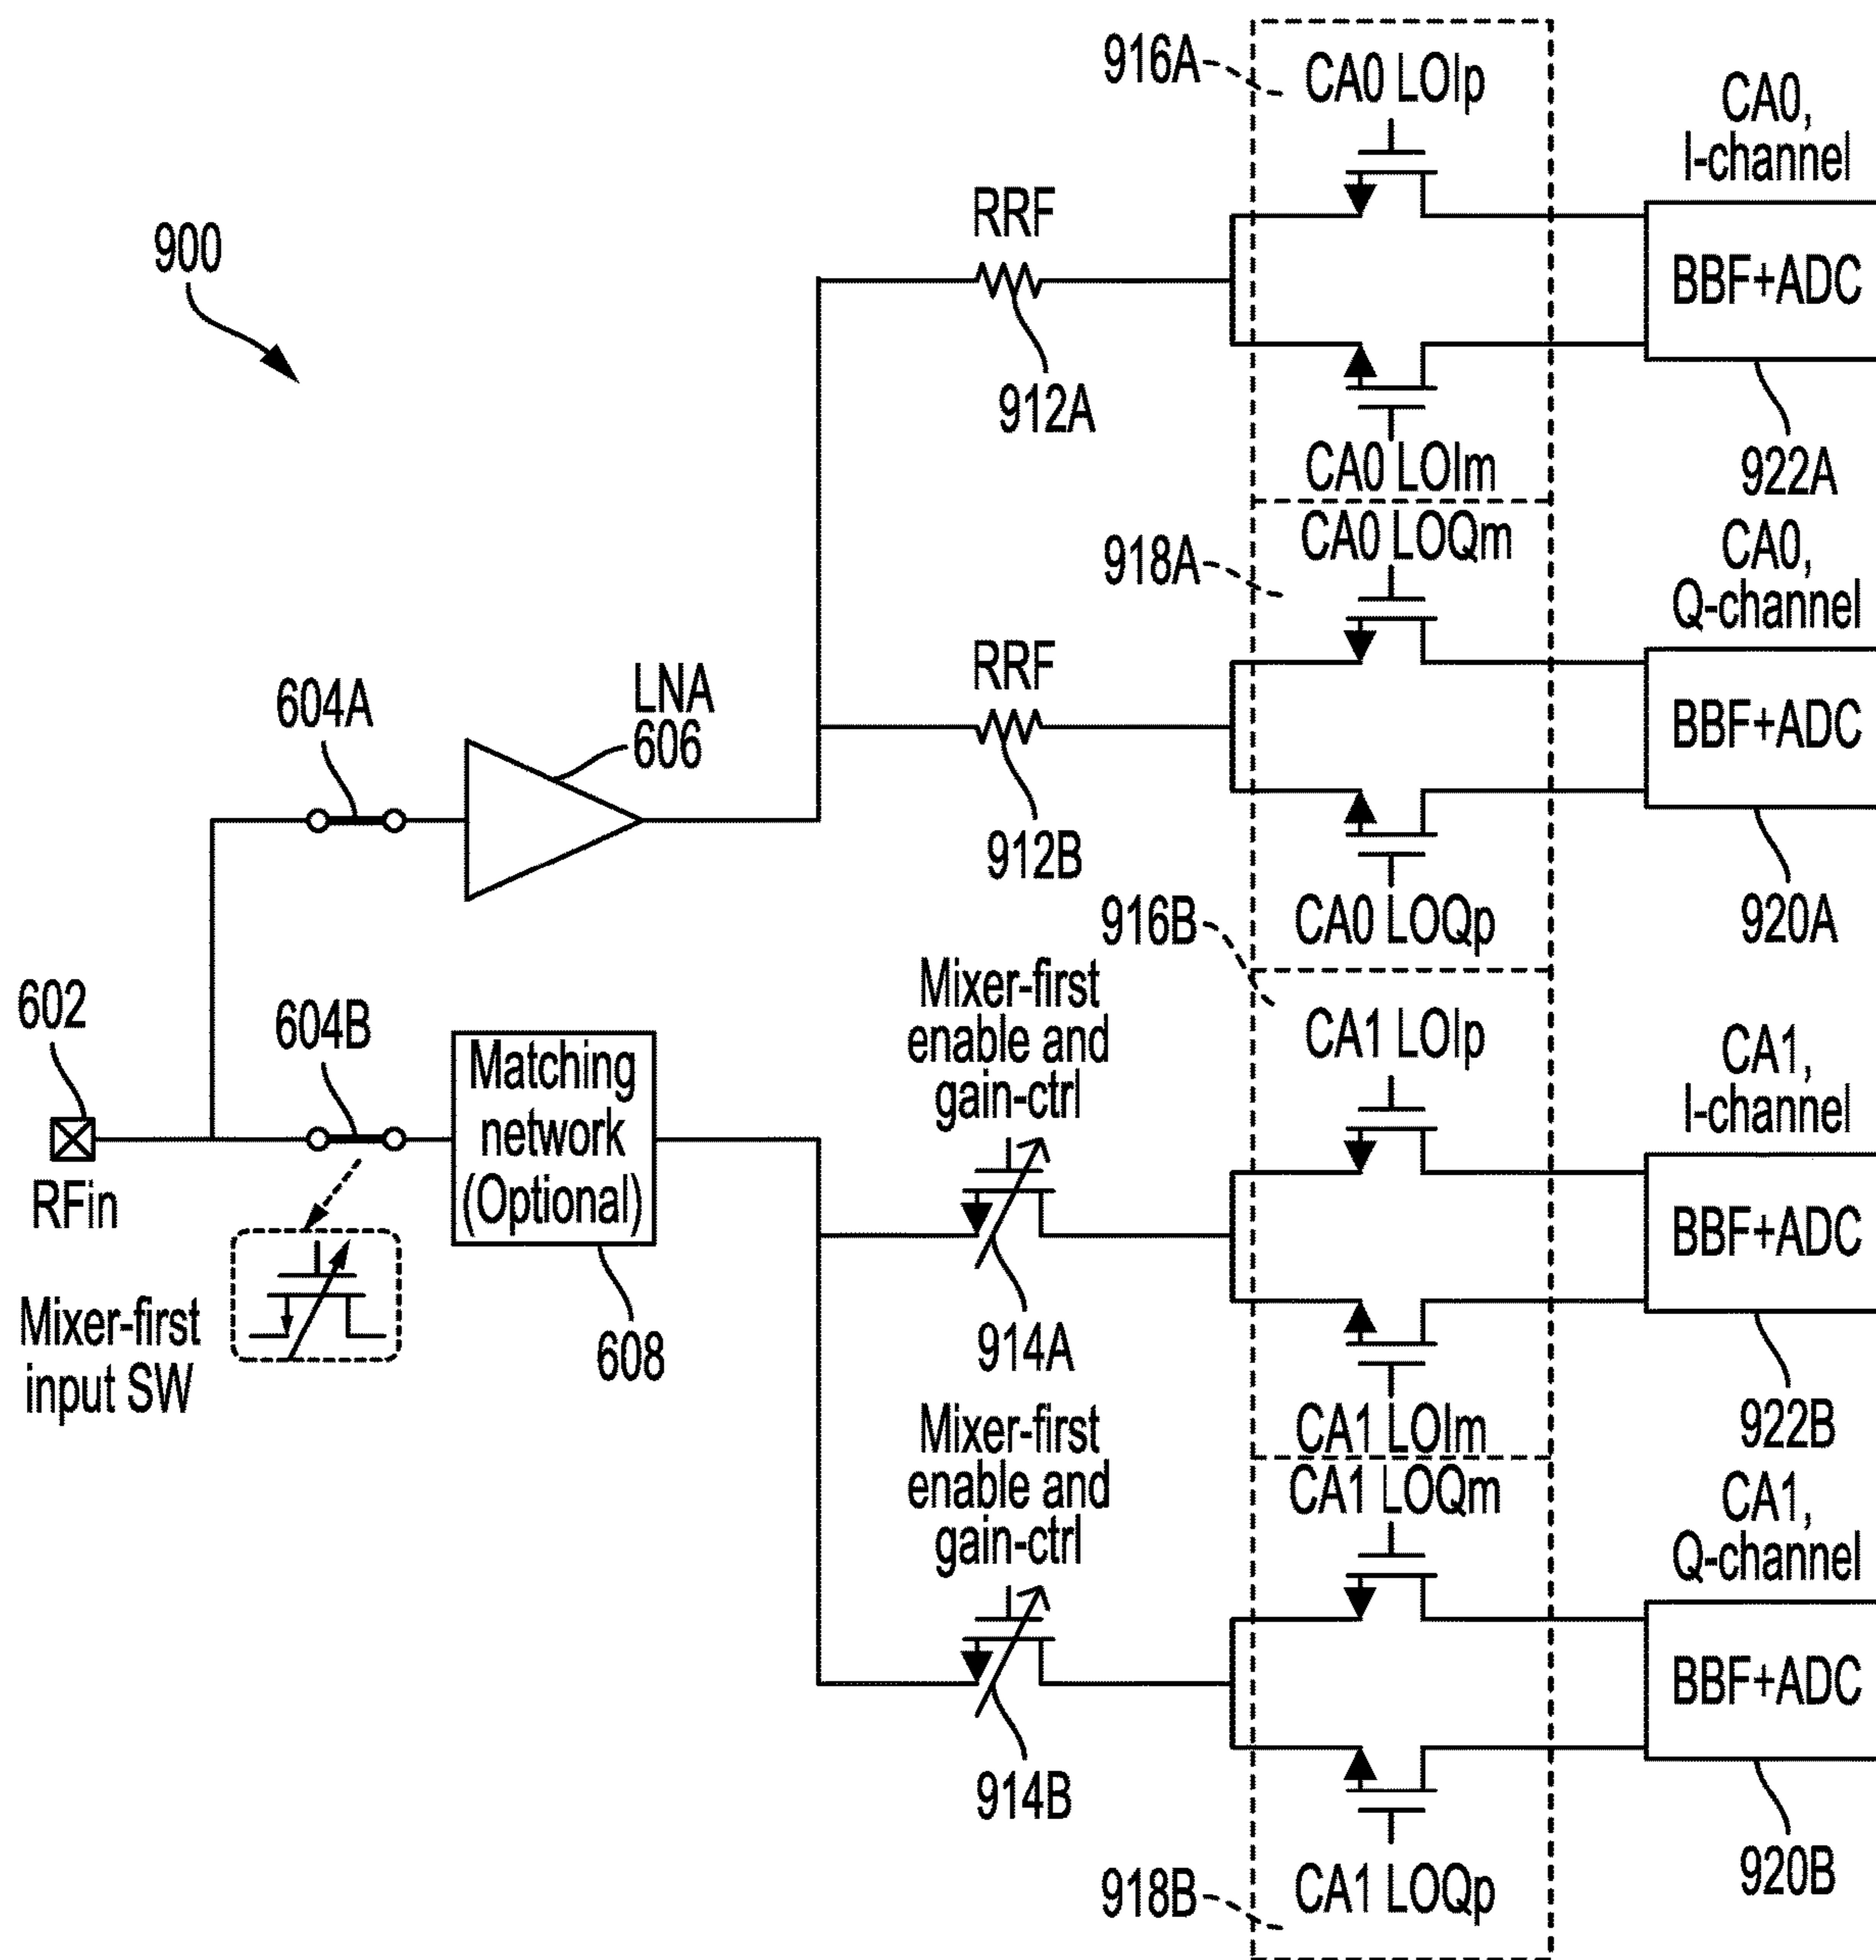 916A
CA0 LOIp
CA0,
I-channel
900
RRF
BBF+ADC
912A
CA0 LOIm
922A
CA0 LOQm
918A
CA0,
Q-channel
RRF
604A
LNA
606
BBF+ADC
912B
916B
CA0 LOQp
920A
602
604B
Mixer-first
enable and
gain-ctrl
CA1 LOIp
CA1,
I-channel
Matching
network
(Optional)
RFin
BBF+ADC
Mixer-first
input SW
608
914A
CA1 LOIm
922B
Mixer-first
enable and
gain-ctrl
CA1 LOQm
CA1,
Q-channel
BBF+ADC
914B
918B
CA1 LOQp
920B